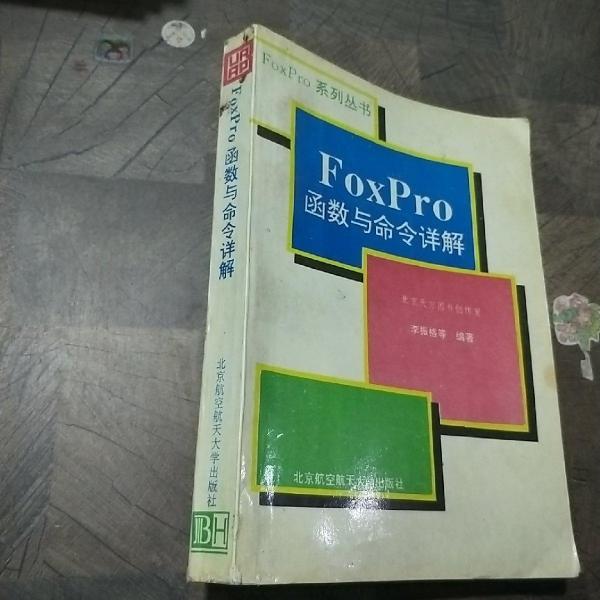 FoxPro 系列丛书
FoxPro
函数与命令详解
李振格等 编著
北京航空航天大学出版社
FoxPro 函数与命令详解
北京航空航天大学出版社
BH